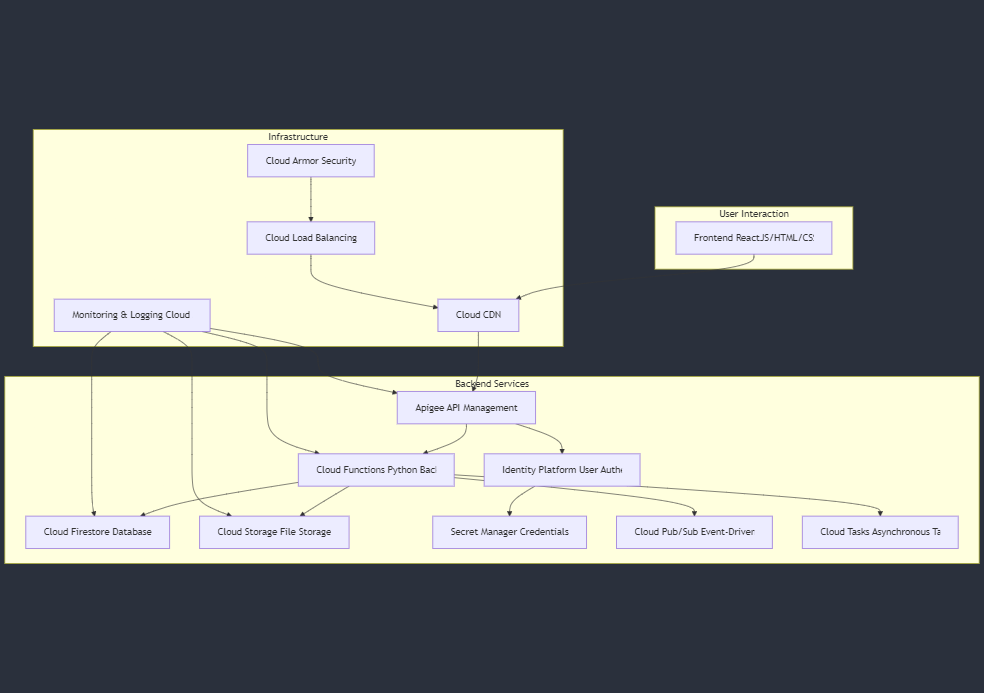 Infrastructure
Cloud Armor Security
User Interaction
Cloud Load Balancing
Frontend ReactJS/HTML/CS
Monitoring & Logging Cloud
Cloud CDN
Backend Services
Apigee API Management
Cloud Functions Python Bac
Identity Platform User Authe
Cloud Firestore Database
Cloud Storage File Storage
Secret Manager Credentials
Cloud Pub/Sub Event-Driver
Cloud Tasks Asynchronous Ta